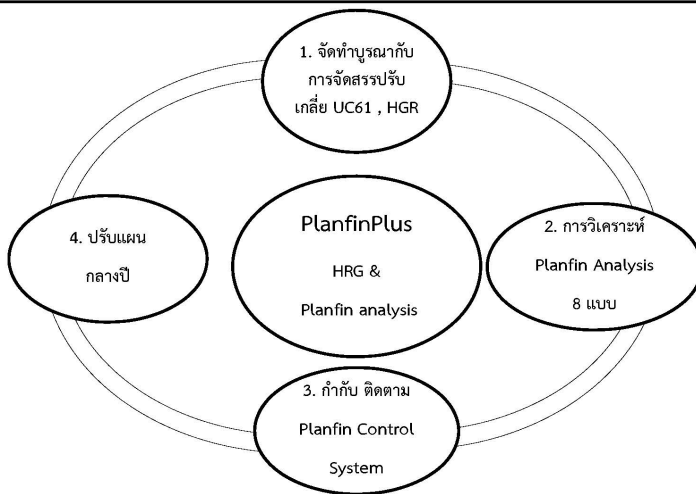 1. จัดทำบูรณากับ
การจัดสรรปรับ
เกลี่ย UC61 , HGR
PlanfinPlus
HRG &
Planfin analysis
2. การวิเคราะห์
Planfin Analysis
8 แบบ
3. กำกับ ติดตาม
Planfin Control
System
4. ปรับแผน
กลางปี